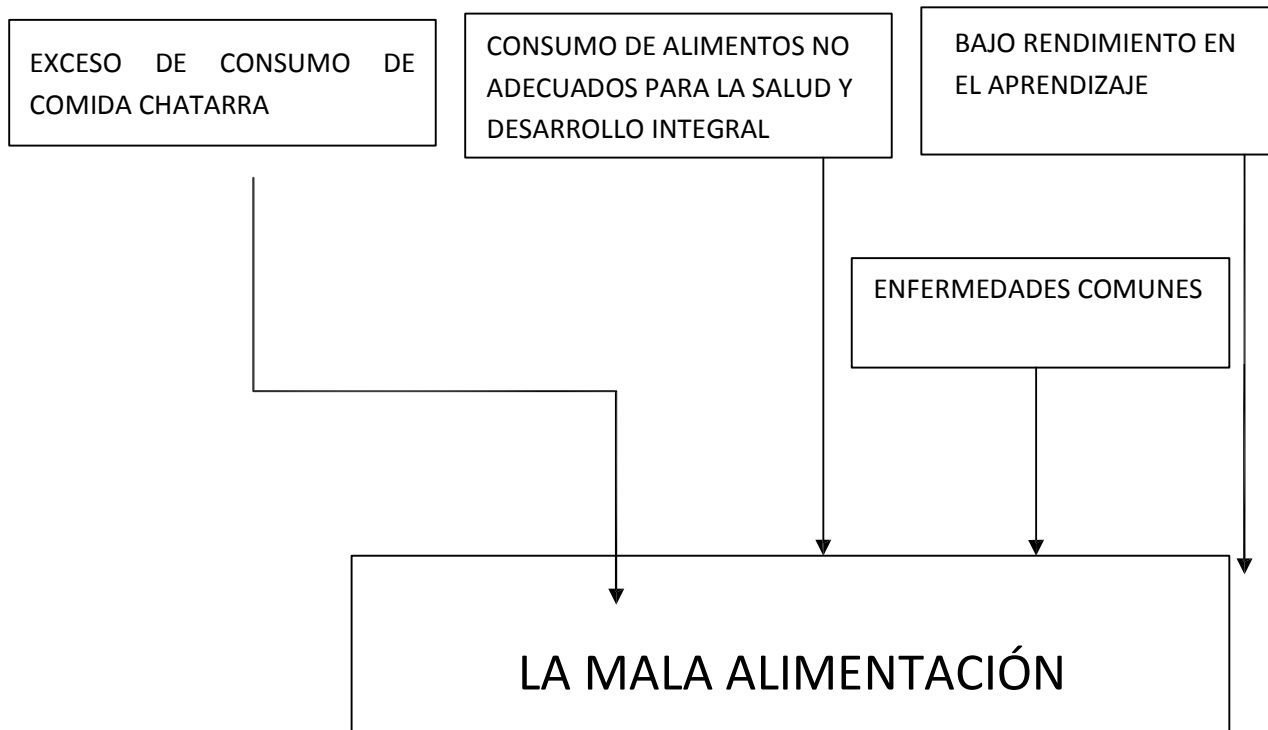 EXCESO DE CONSUMO DE
COMIDA CHATARRA
CONSUMO DE ALIMENTOS NO
ADECUADOS PARA LA SALUD Y
DESARROLLO INTEGRAL
BAJO RENDIMIENTO EN
EL APRENDIZAJE
ENFERMEDADES COMUNES
LA MALA ALIMENTACIÓN